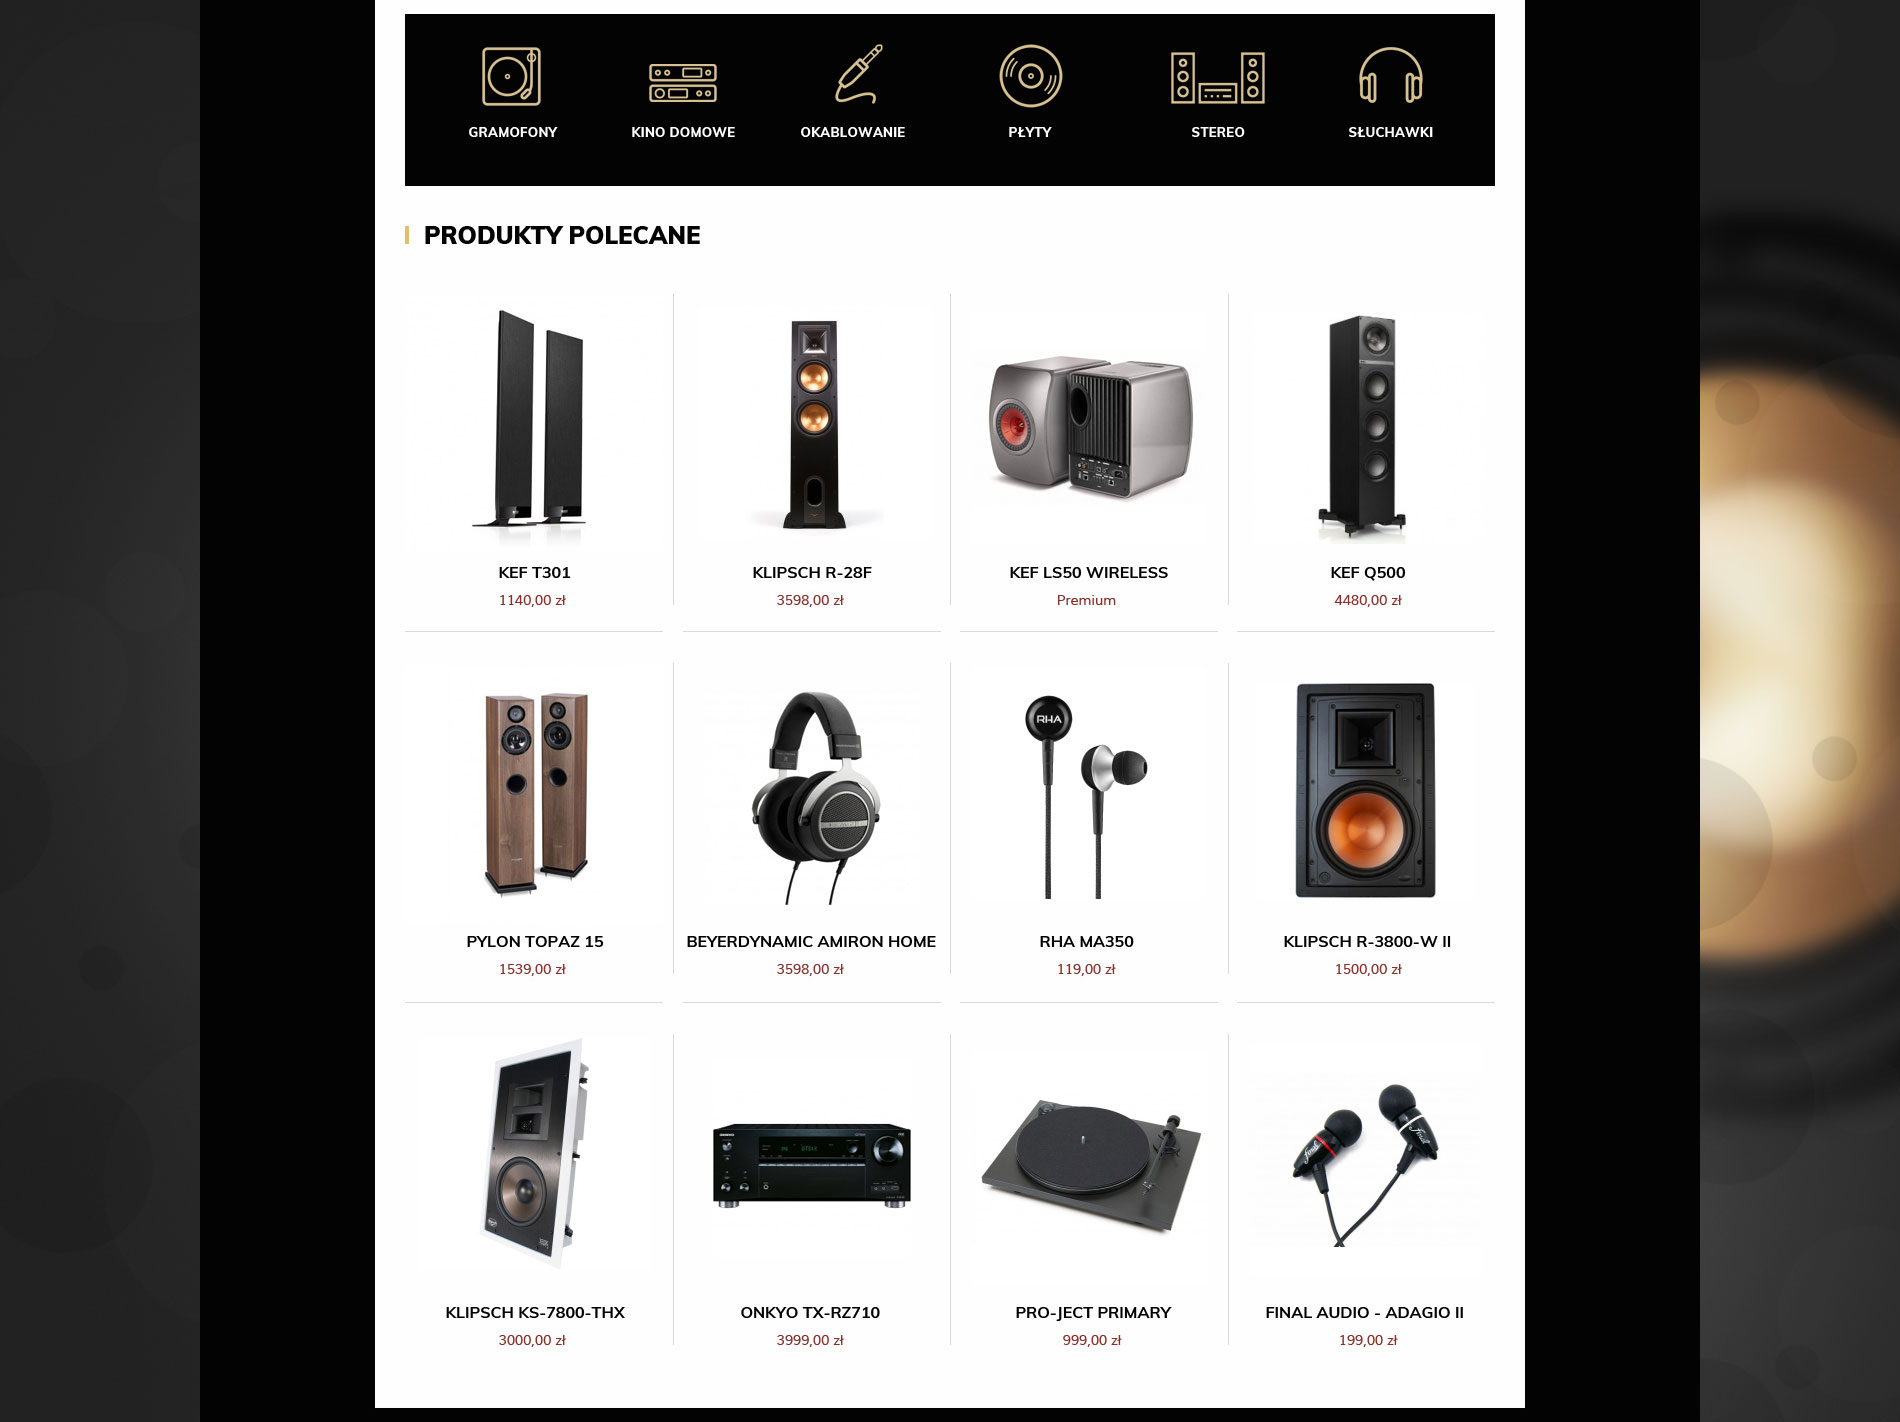 GRAMOFONY
KINO DOMOWE
OKABLOWANIE
PŁYTY
STEREO
SŁUCHAWKI
PRODUKTY POLECANE
KEF T301
1140,00 zł
KLIPSCH R-28F
3598,00 zł
KEF LS50 WIRELESS
Premium
KEF Q500
4480,00 zł
RHA
PYLON TOPAZ 15
1539,00 zł
BEYERDYNAMIC AMIRON HOME
3598,00 zł
RHA MA350
119,00 zł
KLIPSCH R-3800-W II
1500,00 zł
ONKYO
final
final
KLIPSCH KS-7800-THX
3000,00 zł
ONKYO TX-RZ710
3999,00 zł
PRO-JECT PRIMARY
999,00 zł
FINAL AUDIO - ADAGIO II
199,00 zł